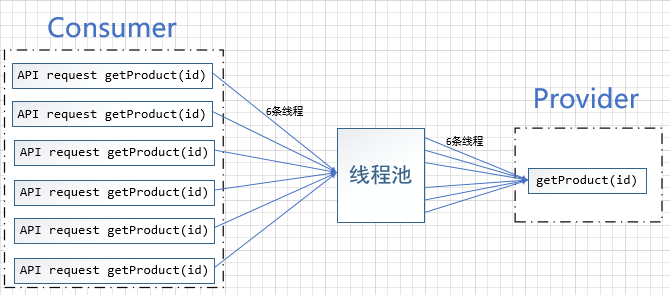 Consumer
API request getProduct(id)
API request getProduct(id)
API request getProduct(id)
API request getProduct(id)
API request getProduct(id)
API request getProduct(id)
6条线程
线程池
6条线程
Provider
getProduct(id)